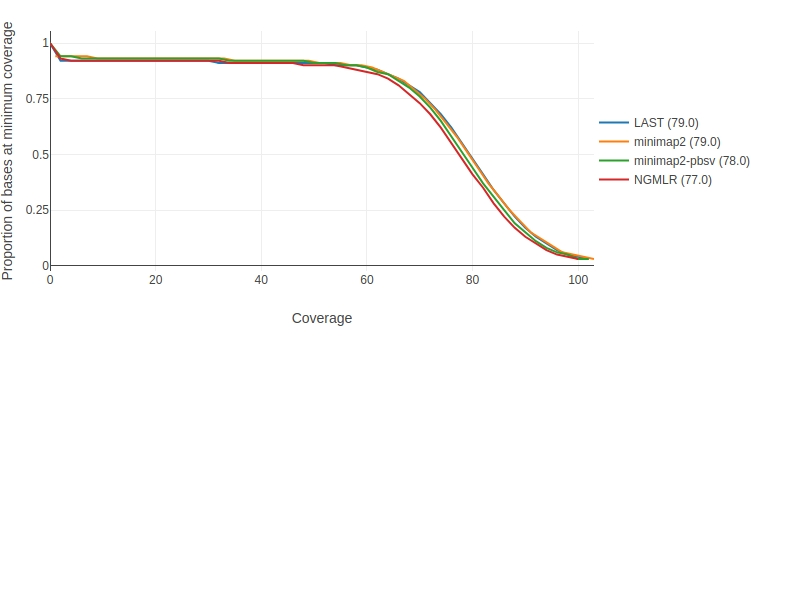 Proportion of bases at minimum coverage
1
0.75
0.5
0.25
0
0 20 40 60 80 100
Coverage
LAST (79.0)
minimap2 (79.0)
minimap2-pbsv (78.0)
NGMLR (77.0)